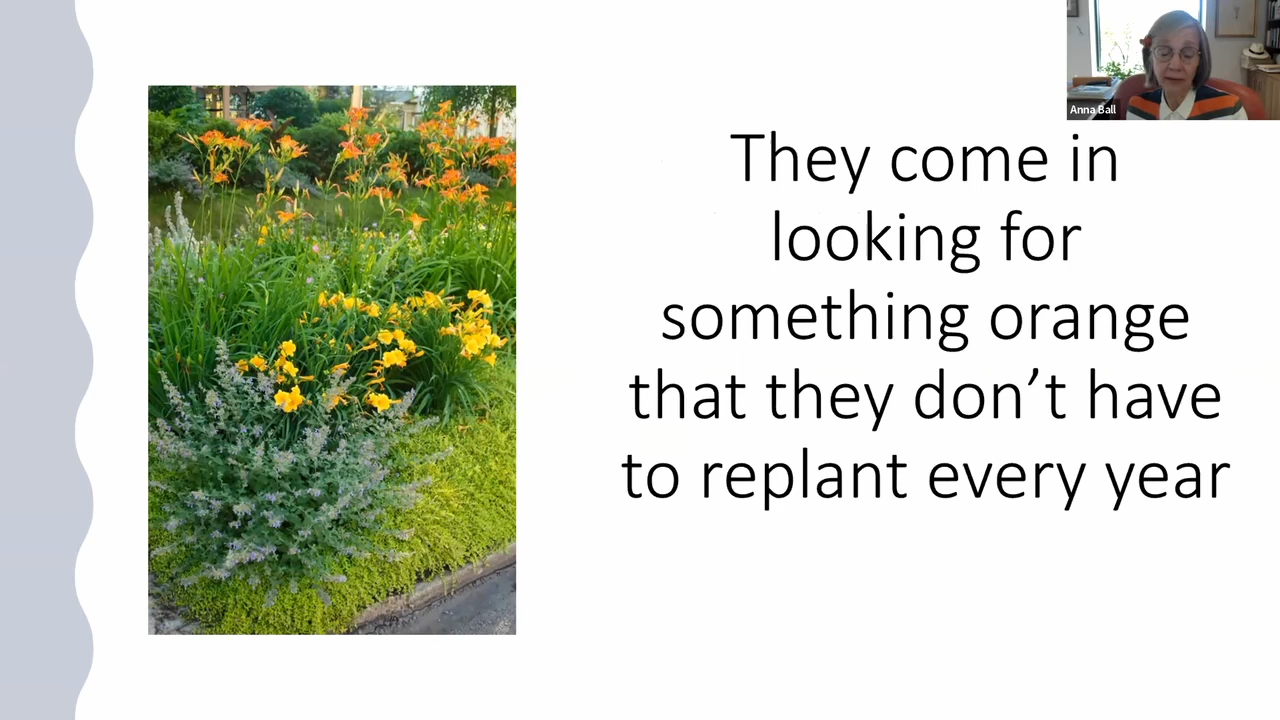 Anna Ball
They come in
looking for
something orange
that they don’t have
to replant every year